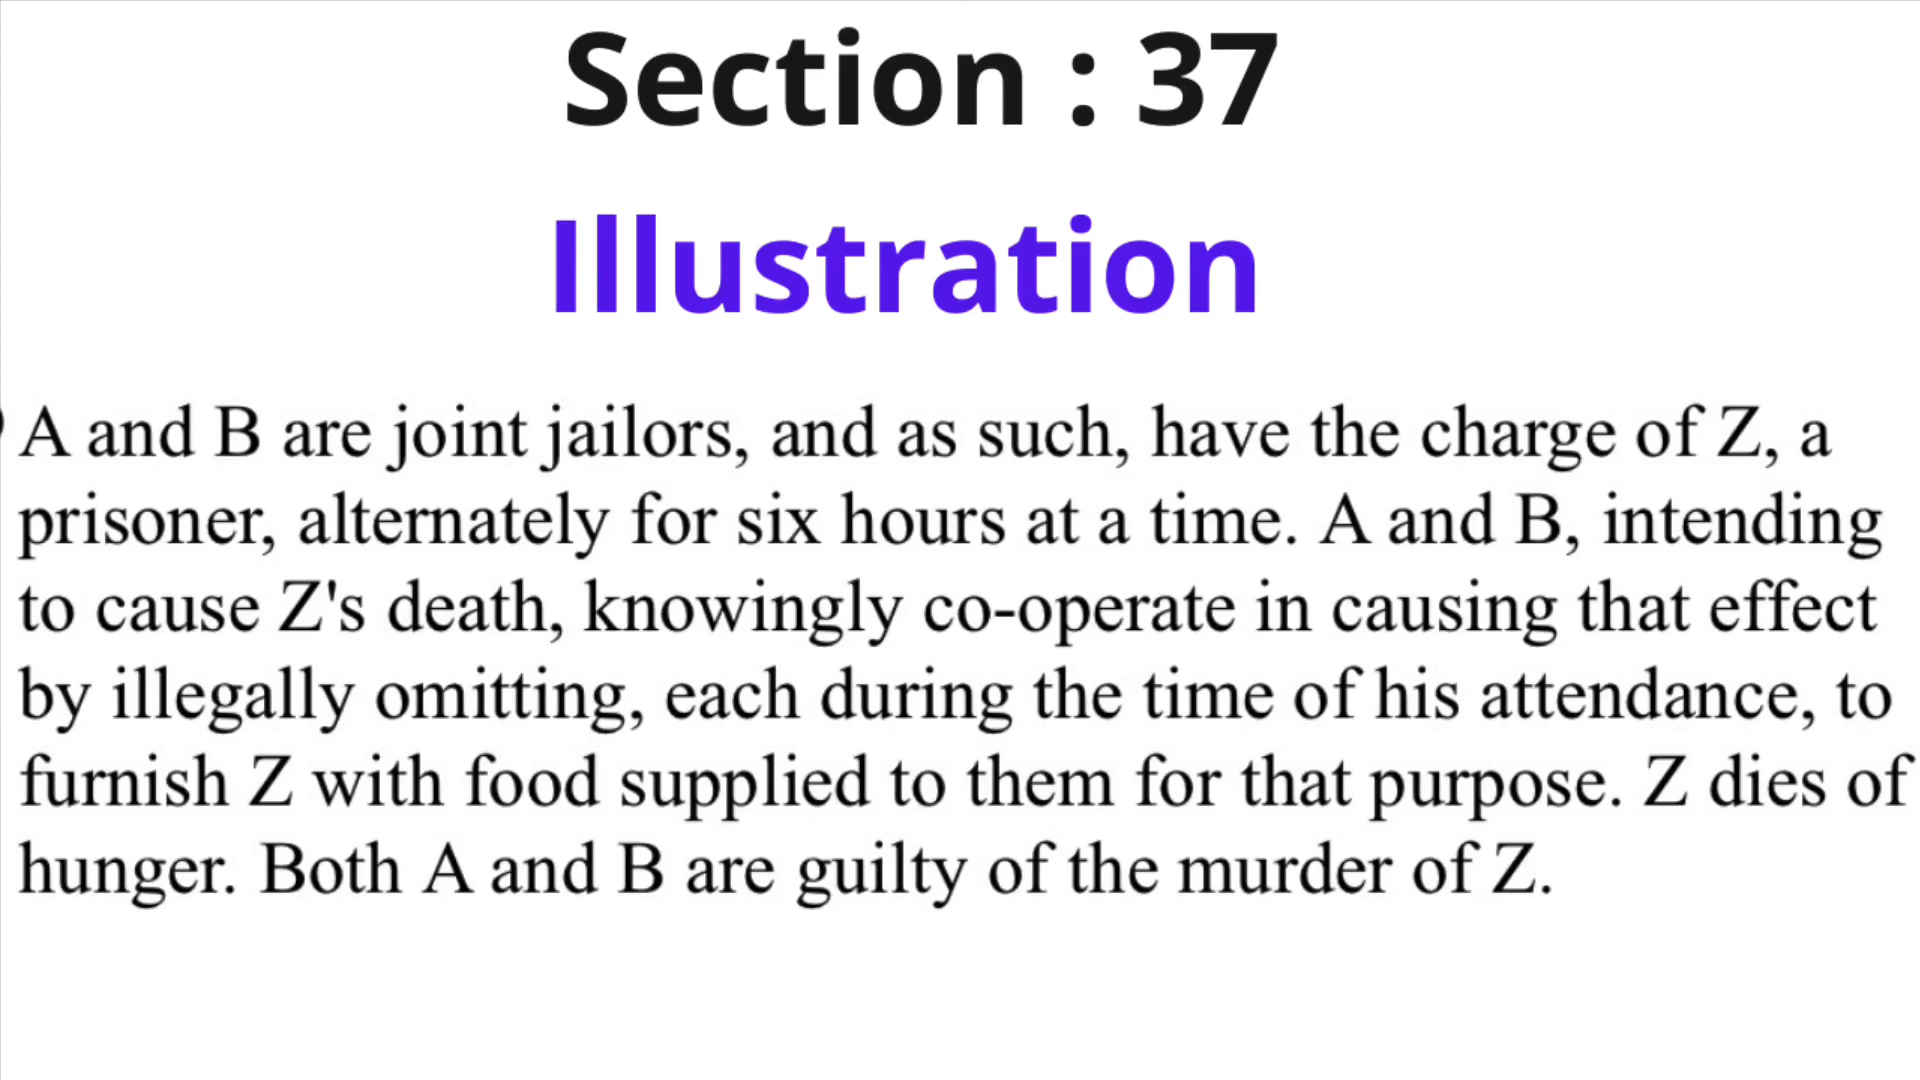 Section : 37
Illustration
A and B are joint jailors, and as such, have the charge of Z, a
prisoner, alternately for six hours at a time. A and B, intending
to cause Z's death, knowingly co-operate in causing that effect
by illegally omitting, each during the time of his attendance, to
furnish Z with food supplied to them for that purpose. Z dies of
hunger. Both A and B are guilty of the murder of Z.